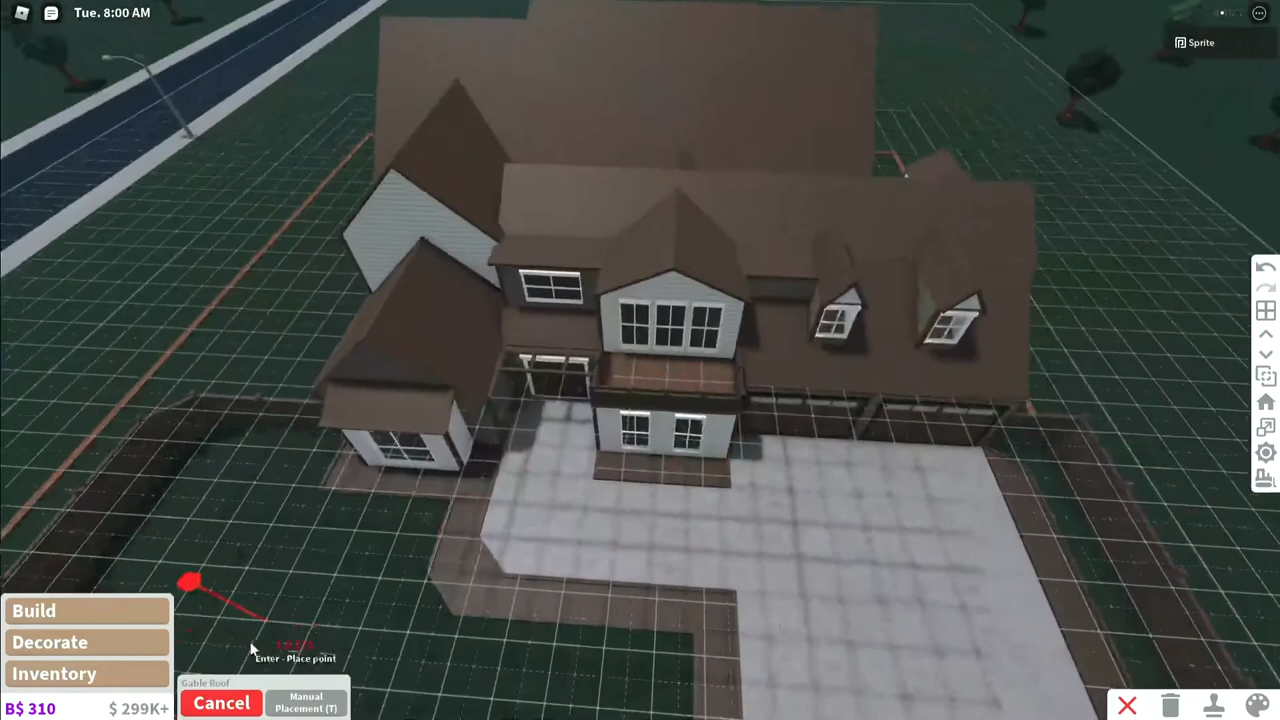 Tue. 8:00 AM
Sprite
Enter - Place point
Build
Decorate
Inventory
Gable Roof
Cancel
Manual
Placement (T)
B$ 310
$ 299K+